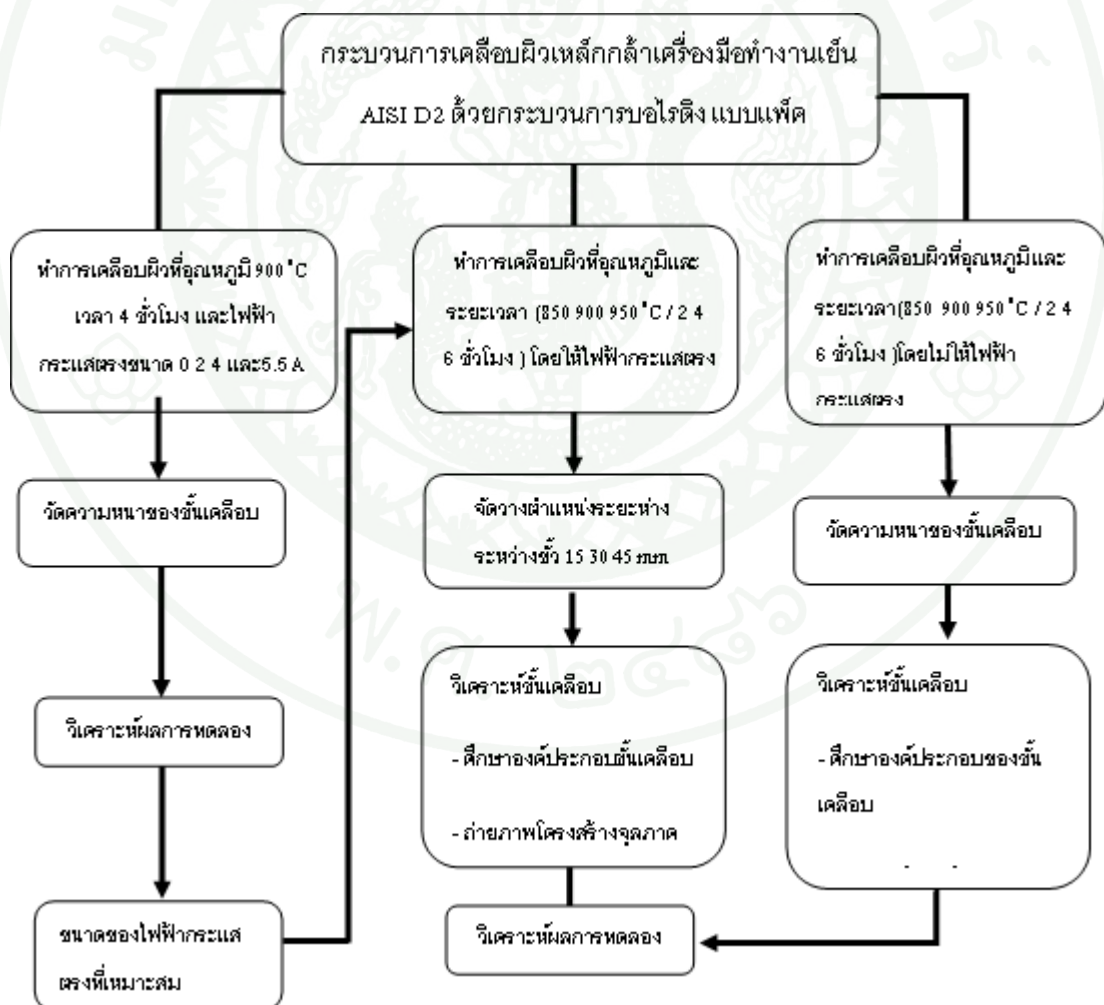 กระบวนการเคลือบผิวเหล็กกล้าเครื่องมือทำงานเย็น
AISI D2 ด้วยกระบวนการบอไรดิง แบบแพ็ค
ทำการเคลือบผิวที่อุณหภูมิ 900 °C
เวลา 4 ชั่วโมง และไฟฟ้า
กระแสตรงขนาด 0 2 4 และ5.5 A
วัดความหนาของชั้นเคลือบ
วิเคราะห์ผลการทดลอง
ขนาดของไฟฟ้ากระแส
ตรงที่เหมาะสม
ทำการเคลือบผิวที่อุณหภูมิและ
ระยะเวลา (850 900 950 °C / 2 4
6 ชั่วโมง ) โดยให้ไฟฟ้ากระแสตรง
จัดวางตำแหน่งระยะห่าง
ระหว่างขั้ว 15 30 45 mm
วิเคราะห์ชั้นเคลือบ
- ศึกษาองค์ประกอบชั้นเคลือบ
- ถ่ายภาพโครงสร้างจุลภาค
วิเคราะห์ผลการทดลอง
ทำการเคลือบผิวที่อุณหภูมิและ
ระยะเวลา(850 900 950 °C / 2 4
6 ชั่วโมง )โดยไม่ให้ไฟฟ้า
กระแสตรง
วัดความหนาของชั้นเคลือบ
วิเคราะห์ชั้นเคลือบ
- ศึกษาองค์ประกอบของชั้น
เคลือบ
- -
พ.ศ. ๒๔๘๖